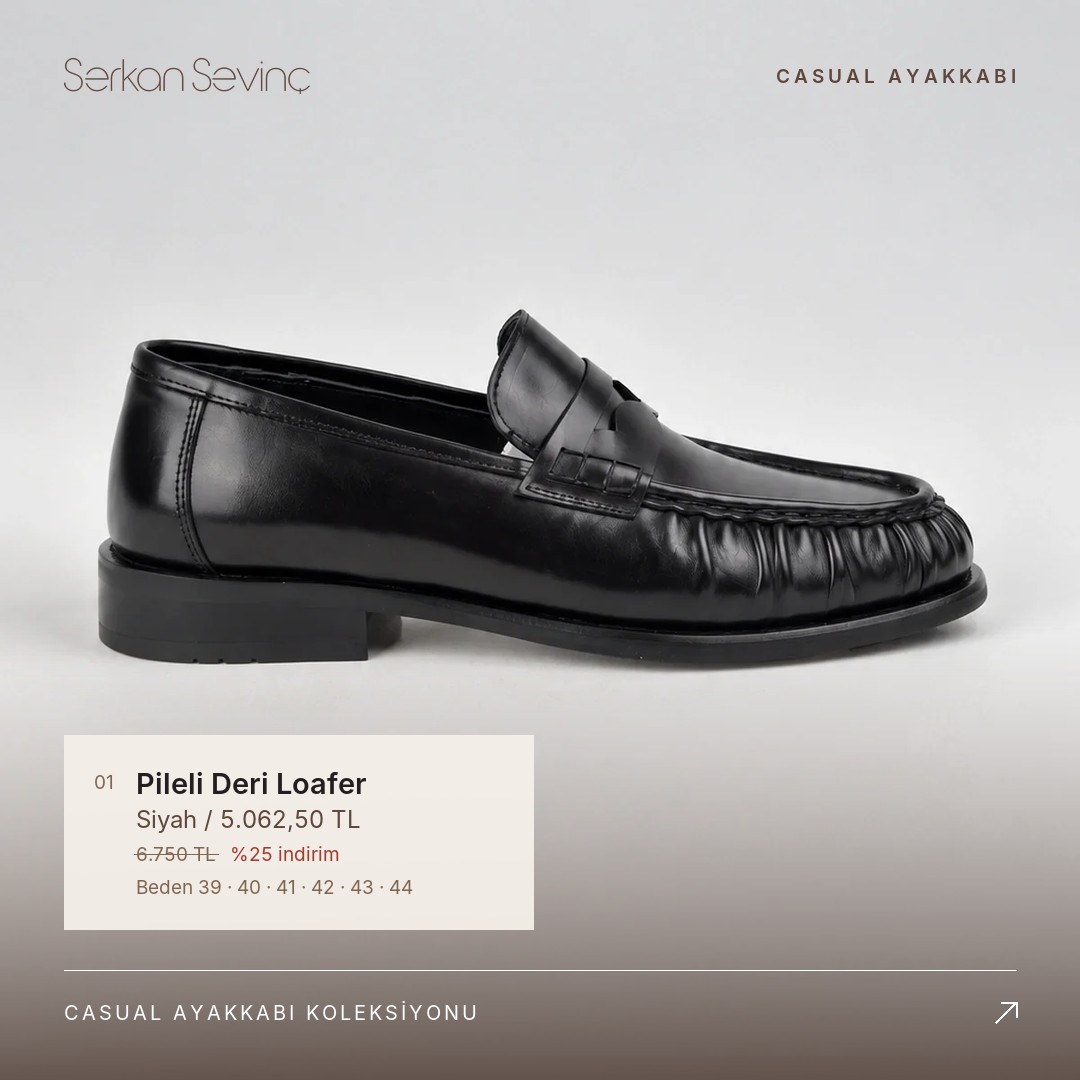 Serkan Sevinç
CASUAL AYAKKABI
01
Pileli Deri Loafer
Siyah / 5.062,50 TL
6.750 TL %25 indirim
Beden 39 · 40 · 41 · 42 · 43 · 44
CASUAL AYAKKABI KOLEKSİYONU